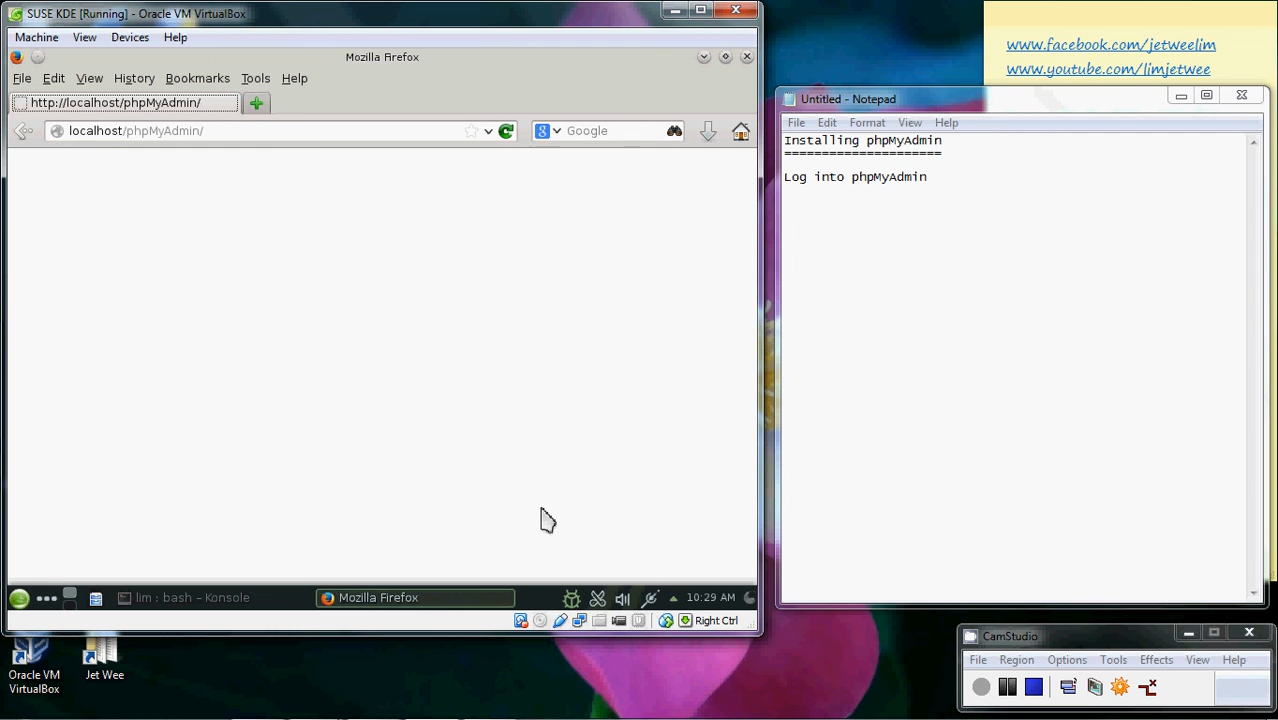 SUSE KDE [Running] - Oracle VM VirtualBox
Machine View Devices Help
Mozilla Firefox
File Edit View History Bookmarks Tools Help
http://localhost/phpMyAdmin/
localhost/phpMyAdmin/
8 Google
lim : bash – Konsole
Mozilla Firefox
10:29 AM
Right Ctrl
www.facebook.com/jetweelim
www.youtube.com/limjetwee
Untitled - Notepad
File Edit Format View Help
Installing phpMyAdmin
=====================
Log into phpMyAdmin
Oracle VM
VirtualBox
Jet Wee
CamStudio
File Region Options Tools Effects View Help